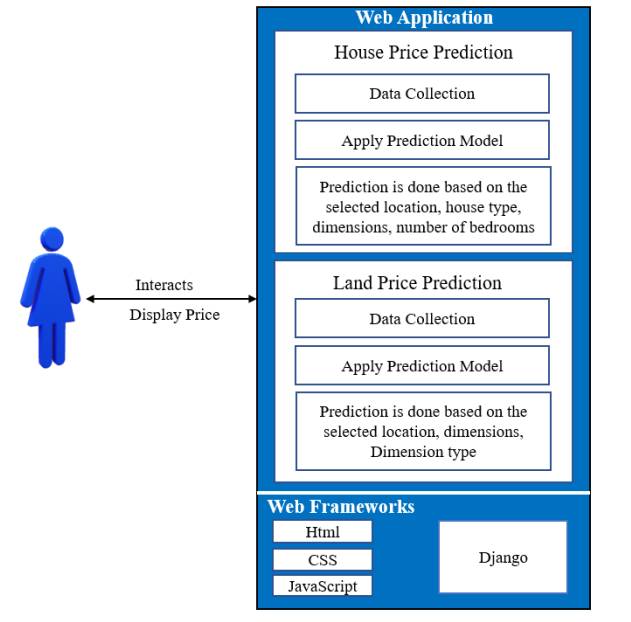 Web Application
House Price Prediction
Data Collection
Apply Prediction Model
Prediction is done based on the
selected location, house type,
dimensions, number of bedrooms
Interacts
Display Price
Land Price Prediction
Data Collection
Apply Prediction Model
Prediction is done based on the
selected location, dimensions,
Dimension type
Web Frameworks
Html
CSS
JavaScript
Django